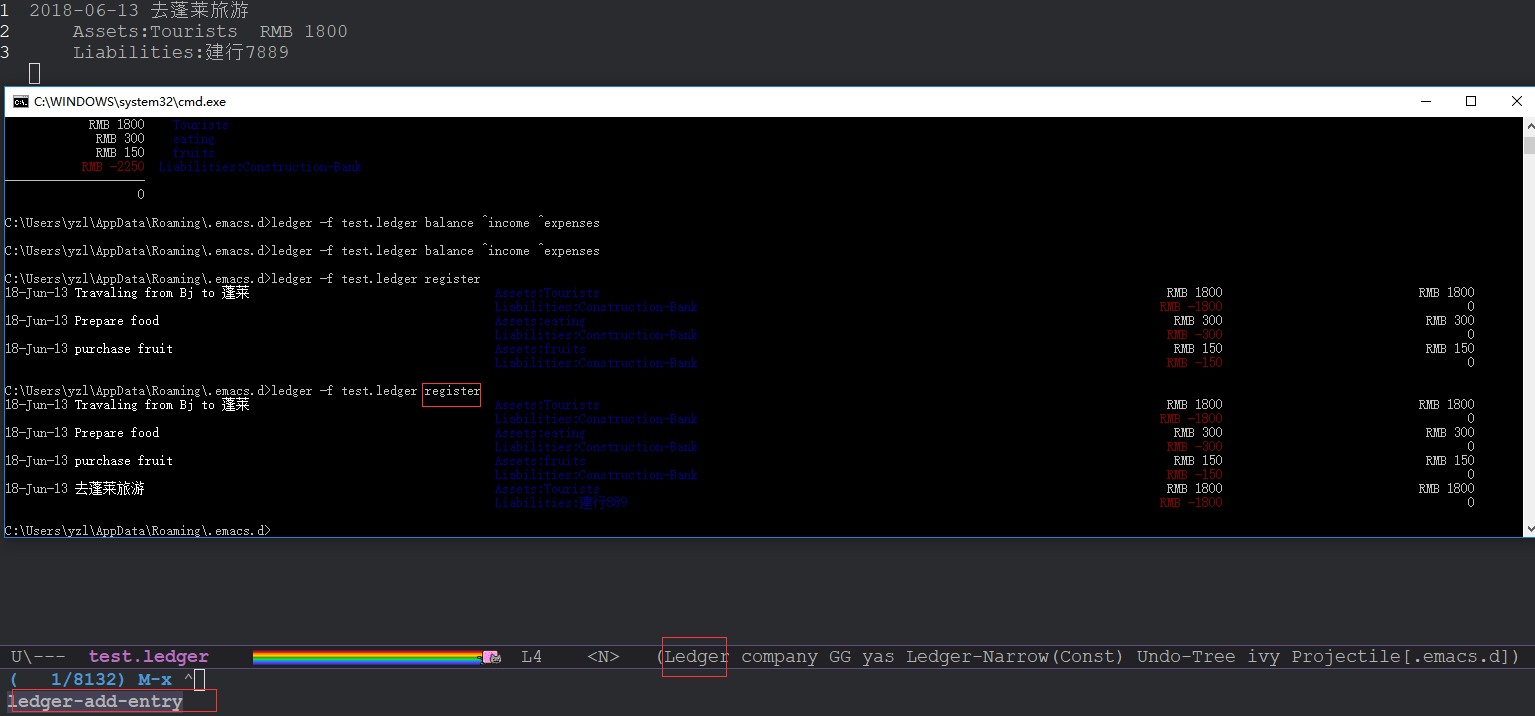 1 2018-06-13 去蓬莱旅游
2 Assets:Tourists RMB 1800
3 Liabilities:建行7889
C:\WINDOWS\system32\cmd.exe
RMB 1800 Tourists
RMB 300 eating
RMB 150 fruits
RMB -2250 Liabilities:Construction-Bank
0
C:\Users\yzl\AppData\Roaming\.emacs.d>ledger -f test.ledger balance ^income ^expenses
C:\Users\yzl\AppData\Roaming\.emacs.d>ledger -f test.ledger balance ^income ^expenses
C:\Users\yzl\AppData\Roaming\.emacs.d>ledger -f test.ledger register
18-Jun-13 Travaling from Bj to 蓬莱 Assets:Tourists RMB 1800 RMB 1800
Liabilities:Construction-Bank RMB -1800 0
18-Jun-13 Prepare food Assets:eating RMB 300 RMB 300
Liabilities:Construction-Bank RMB -300 0
18-Jun-13 purchase fruit Assets:fruits RMB 150 RMB 150
Liabilities:Construction-Bank RMB -150 0
C:\Users\yzl\AppData\Roaming\.emacs.d>ledger -f test.ledger register
18-Jun-13 Travaling from Bj to 蓬莱 Assets:Tourists RMB 1800 RMB 1800
Liabilities:Construction-Bank RMB -1800 0
18-Jun-13 Prepare food Assets:eating RMB 300 RMB 300
Liabilities:Construction-Bank RMB -300 0
18-Jun-13 purchase fruit Assets:fruits RMB 150 RMB 150
Liabilities:Construction-Bank RMB -150 0
18-Jun-13 去蓬莱旅游 Assets:Tourists RMB 1800 RMB 1800
RMB -1800 0
C:\Users\yzl\AppData\Roaming\.emacs.d>
U\--- test.ledger L4 <N> (Ledger company GG yas Ledger-Narrow(Const) Undo-Tree ivy Projectile[.emacs.d])
( 1/8132) M-x ^
ledger-add-entry